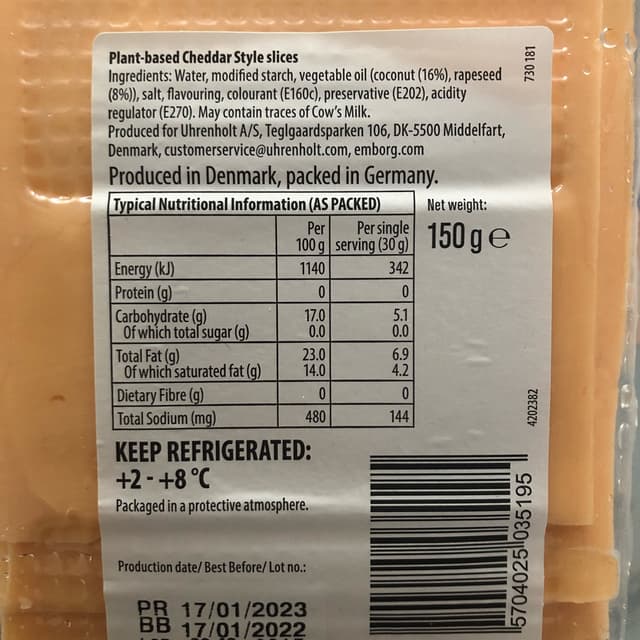 Plant-based Cheddar Style slices
Ingredients: Water, modified starch, vegetable oil (coconut (16%), rapeseed
(8%)), salt, flavouring, colourant (E160c), preservative (E202), acidity
regulator (E270). May contain traces of Cow's Milk.
Produced for Uhrenholt A/S, Teglgaardsparken 106, DK-5500 Middelfart,
Denmark, customerservice@uhrenholt.com, emborg.com
Produced in Denmark, packed in Germany.
Typical Nutritional Information (AS PACKED)
Per 100 g Per single serving (30 g)
Energy (kJ) 1140 342
Protein (g) 0 0
Carbohydrate (g) 17.0 5.1
Of which total sugar (g) 0.0 0.0
Total Fat (g) 23.0 6.9
Of which saturated fat (g) 14.0 4.2
Dietary Fibre (g) 0 0
Total Sodium (mg) 480 144
Net weight:
150 g e
730 181
4202382
KEEP REFRIGERATED:
+2 - +8 °C
Packaged in a protective atmosphere.
Production date/ Best Before/ Lot no.:
PR 17/01/2023
BB 17/01/2022
5704025 035195